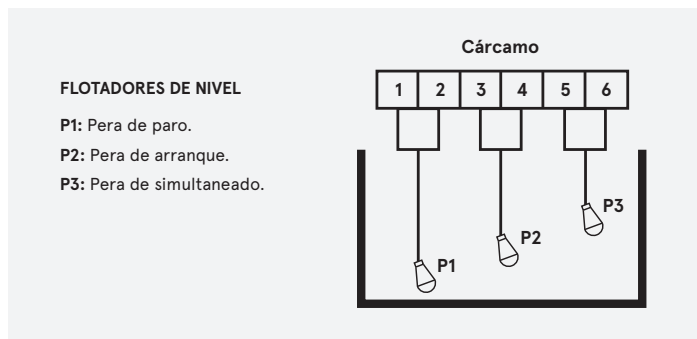 Cárcamo
FLOTADORES DE NIVEL
1 2 3 4 5 6
P1: Pera de paro.
P2: Pera de arranque.
P3: Pera de simultaneado.
P3
P2
P1